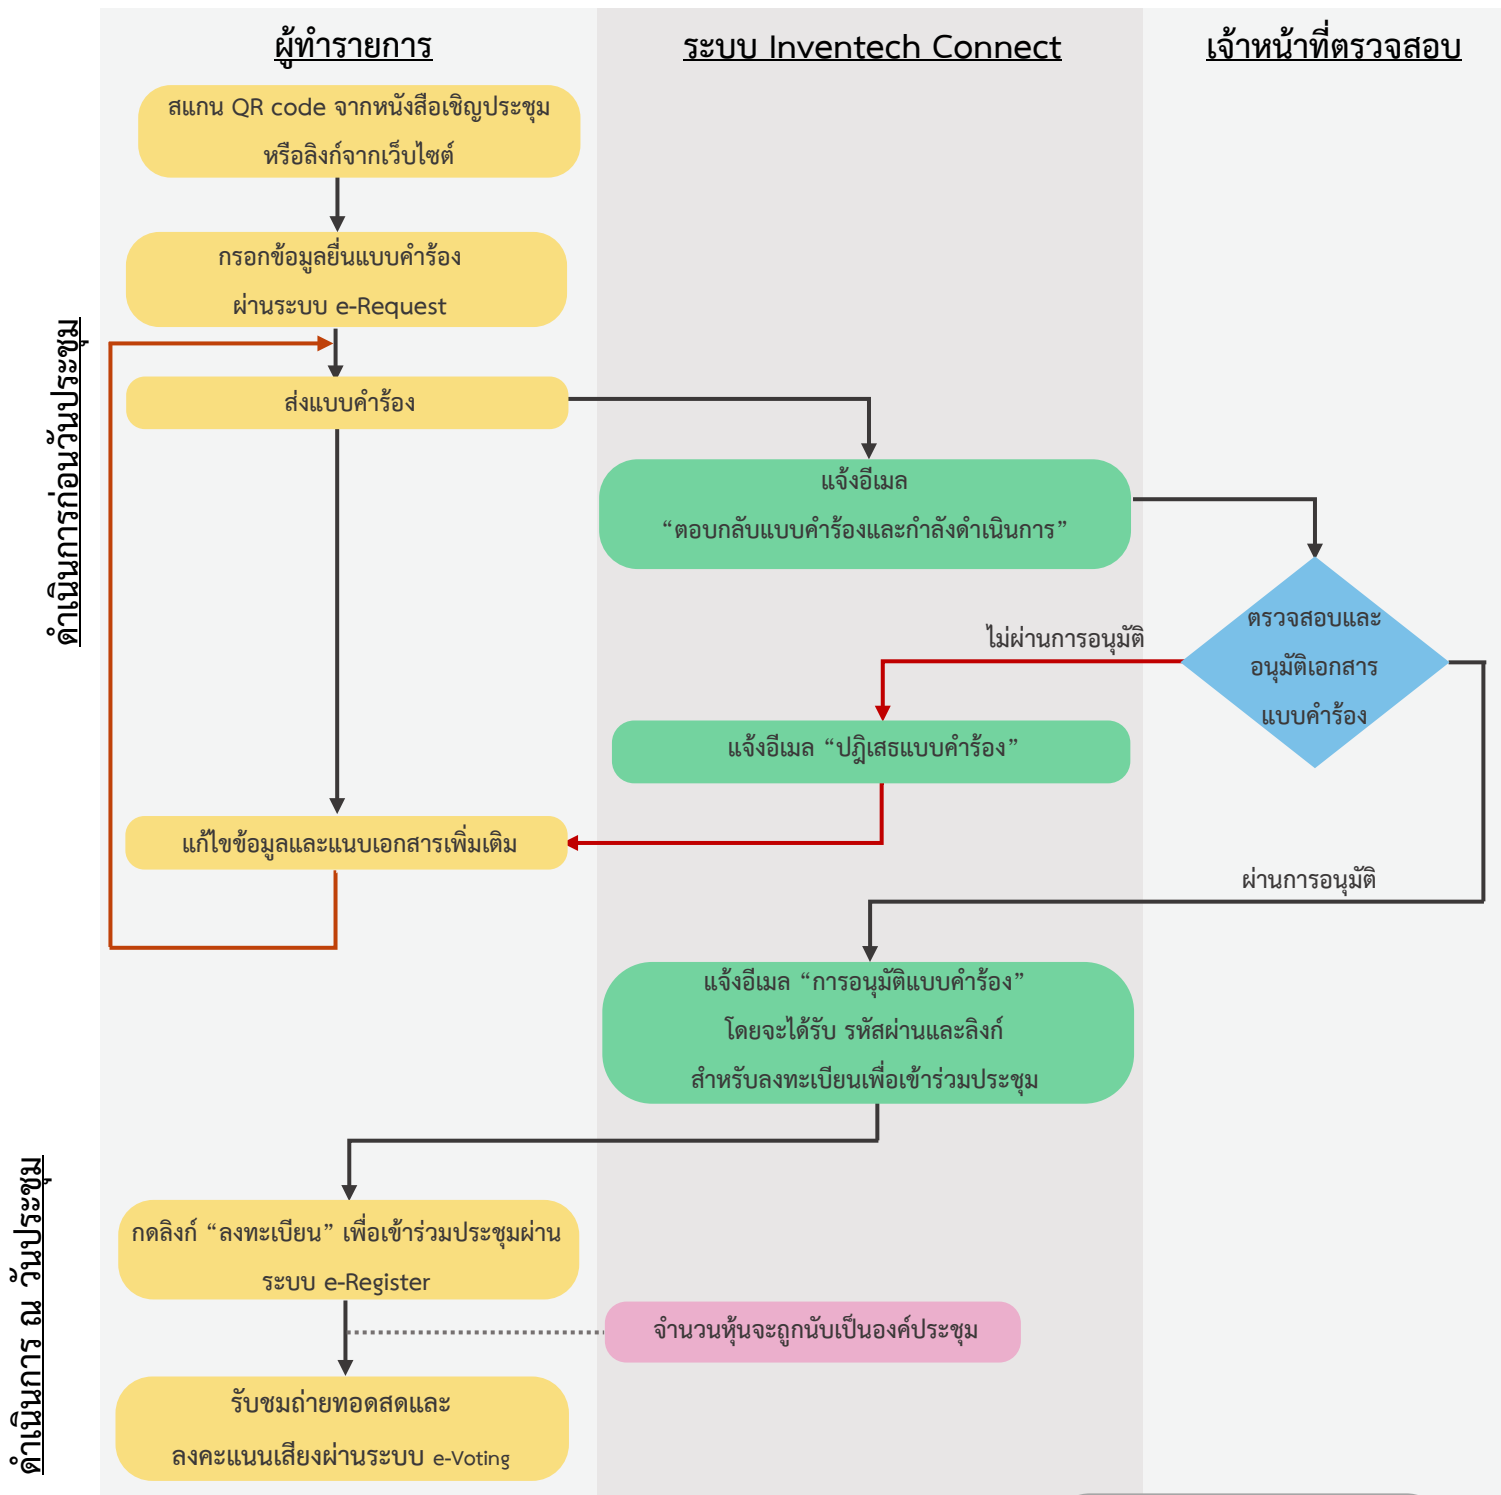 ผู้ทำรายการ
ระบบ Inventech Connect
เจ้าหน้าที่ตรวจสอบ
ดำเนินการก่อนวันประชุม
สแกน QR code จากหนังสือเชิญประชุม
หรือลิงก์จากเว็บไซต์
กรอกข้อมูลยื่นแบบคำร้อง
ผ่านระบบ e-Request
ส่งแบบคำร้อง
แจ้งอีเมล
“ตอบกลับแบบคำร้องและกำลังดำเนินการ”
ตรวจสอบและ
อนุมัติเอกสาร
แบบคำร้อง
ไม่ผ่านการอนุมัติ
แจ้งอีเมล “ปฎิเสธแบบคำร้อง”
แก้ไขข้อมูลและแนบเอกสารเพิ่มเติม
ผ่านการอนุมัติ
แจ้งอีเมล “การอนุมัติแบบคำร้อง”
โดยจะได้รับ รหัสผ่านและลิงก์
สำหรับลงทะเบียนเพื่อเข้าร่วมประชุม
ดำเนินการ ณ วันประชุม
กดลิงก์ “ลงทะเบียน” เพื่อเข้าร่วมประชุมผ่าน
ระบบ e-Register
จำนวนหุ้นจะถูกนับเป็นองค์ประชุม
รับชมถ่ายทอดสดและ
ลงคะแนนเสียงผ่านระบบ e-Voting